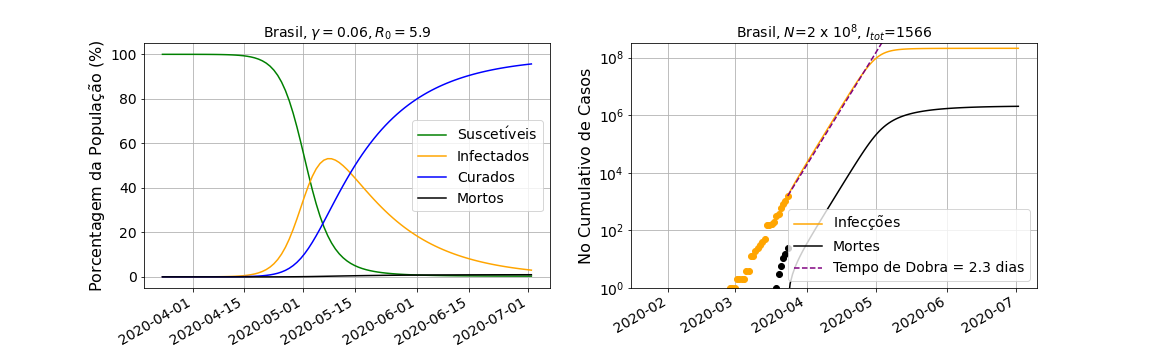 Brasil, γ = 0.06, R₀ = 5.9
Porcentagem da População (%)
100
80
60
40
20
0
Suscetíveis
Infectados
Curados
Mortos
2020-04-01
2020-04-15
2020-05-01
2020-05-15
2020-06-01
2020-06-15
2020-07-01
Brasil, N=2 x 10⁸, Iₜₒₜ=1566
No Cumulativo de Casos
10⁸
10⁶
10⁴
10²
10⁰
Infecções
Mortes
Tempo de Dobra = 2.3 dias
2020-02
2020-03
2020-04
2020-05
2020-06
2020-07